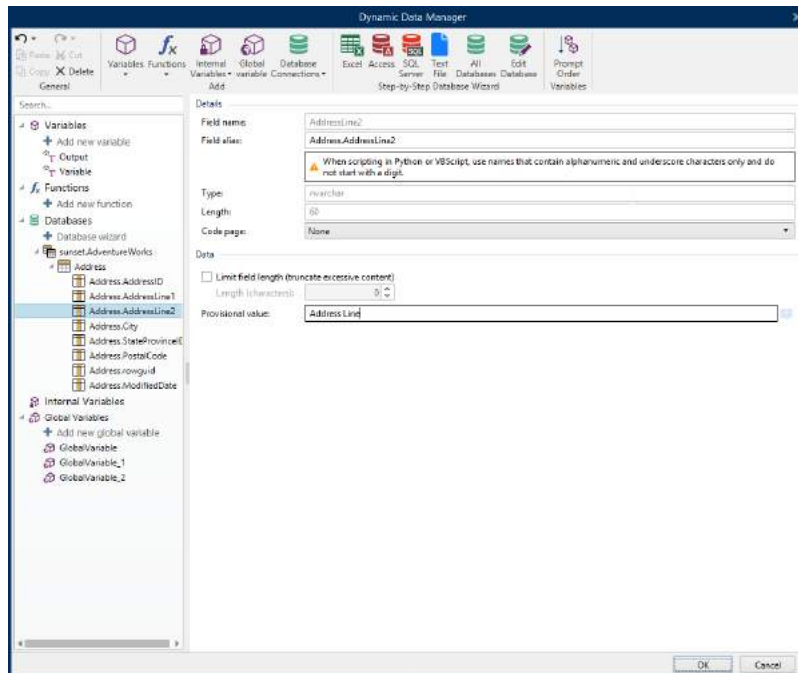 Dynamic Data Manager
Paste Cut
Copy Delete
General
Variables Functions
Internal Variables
Global variable
Database Connections
Add
Excel Access SQL Server Text File All Databases Edit Database
Step-by-Step Database Wizard
Prompt Order
Variables
Search...
Variables
Add new variable
Output
Variable
Functions
Add new function
Databases
Database wizard
sunset.AdventureWorks
Address
Address.AddressID
Address.AddressLine1
Address.AddressLine2
Address.City
Address.StateProvinceID
Address.PostalCode
Address.rowguid
Address.ModifiedDate
Internal Variables
Global Variables
Add new global variable
GlobalVariable
GlobalVariable_1
GlobalVariable_2
Details
Field name: AddressLine2
Field alias: Address.AddressLine2
When scripting in Python or VBScript, use names that contain alphanumeric and underscore characters only and do
not start with a digit.
Type: nvarchar
Length: 60
Code page: None
Data
Limit field length (truncate excessive content)
Length (characters): 0
Provisional value: Address Line
OK Cancel